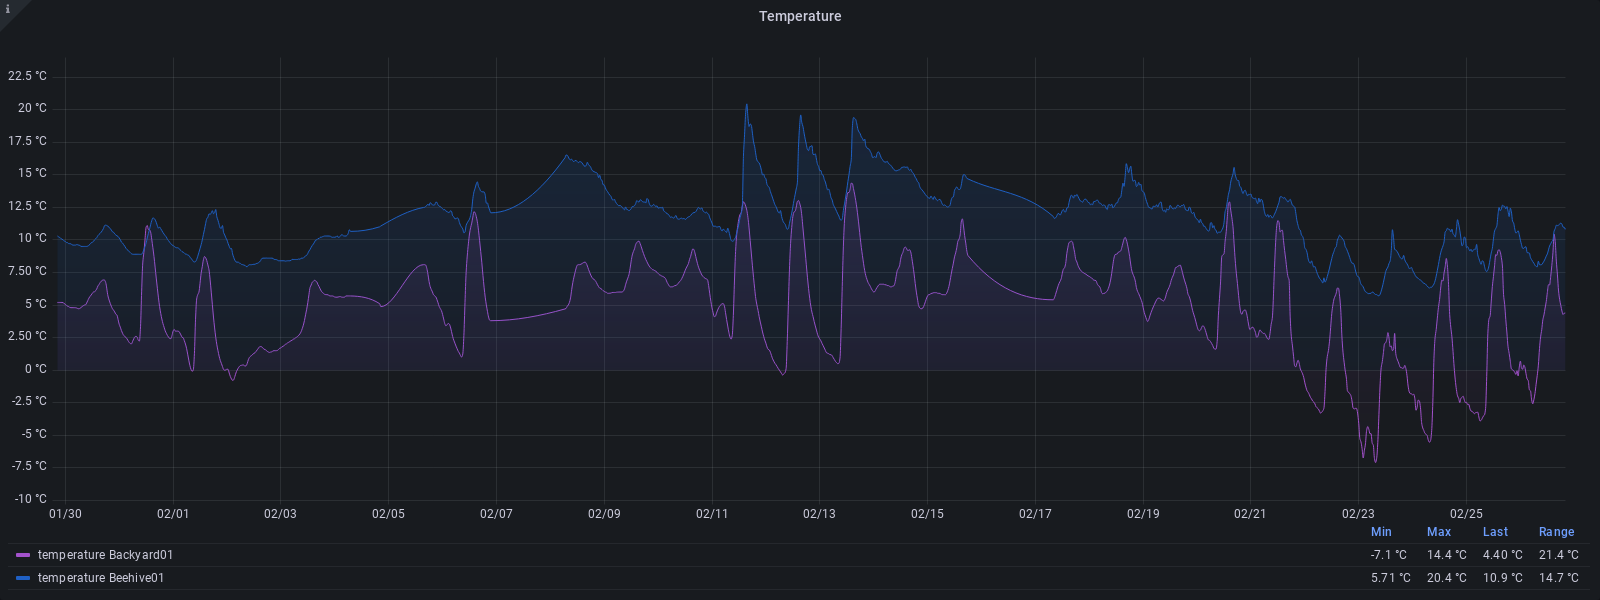 i
Temperature
22.5 °C
20 °C
17.5 °C
15 °C
12.5 °C
10 °C
7.50 °C
5 °C
2.50 °C
0 °C
-2.5 °C
-5 °C
-7.5 °C
-10 °C
01/30 02/01 02/03 02/05 02/07 02/09 02/11 02/13 02/15 02/17 02/19 02/21 02/23 02/25
Min Max Last Range
temperature Backyard01 -7.1 °C 14.4 °C 4.40 °C 21.4 °C
temperature Beehive01 5.71 °C 20.4 °C 10.9 °C 14.7 °C